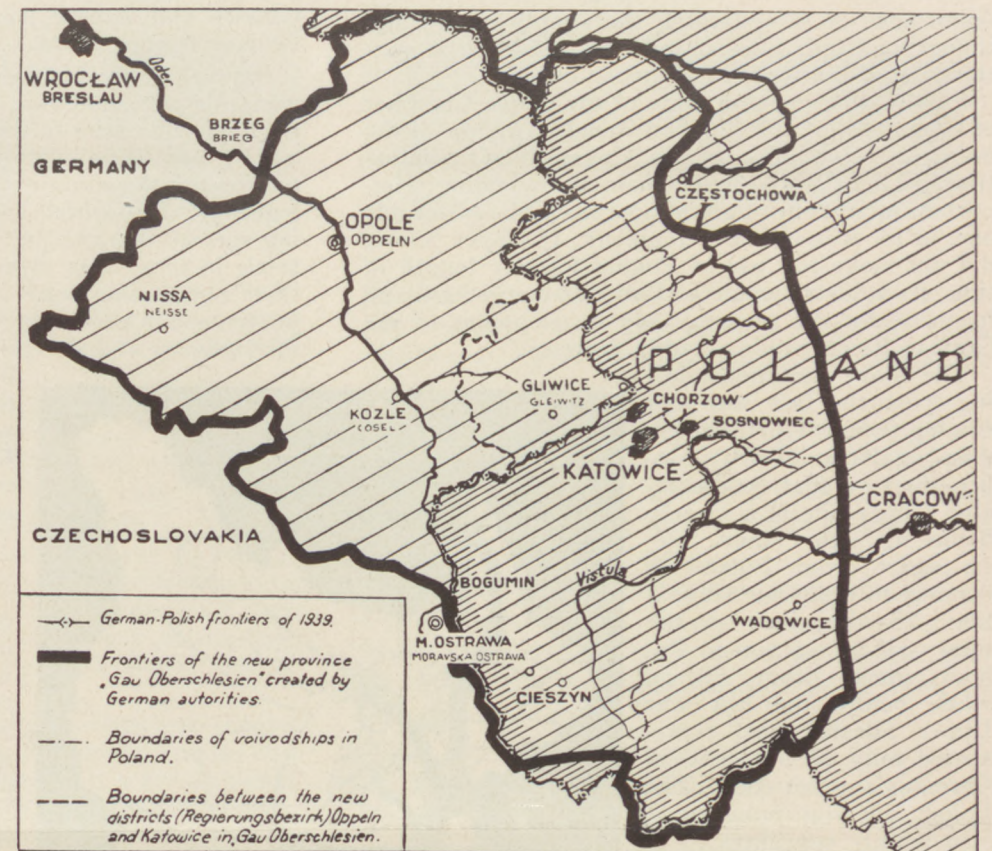 WROCŁAW
BRESLAU
Oder
BRZEG
BRIEG
GERMANY
CZĘSTOCHOWA
OPOLE
OPPELN
NISSA
NEISSE
POLAND
GLIWICE
GLEIWITZ
CHORZOW
KOZLE
COSEL
SOSNOWIEC
KATOWICE
CRACOW
CZECHOSLOVAKIA
BOGUMIN
Vistula
WADOWICE
M. OSTRAWA
MORAVSKA OSTRAVA
CIESZYN
German-Polish frontiers of 1939.
Frontiers of the new province
"Gau Oberschlesien" created by
German autorities.
Boundaries of voivodships in
Poland.
Boundaries between the new
districts (Regierungsbezirk) Oppeln
and Katowice in „Gau Oberschlesien.